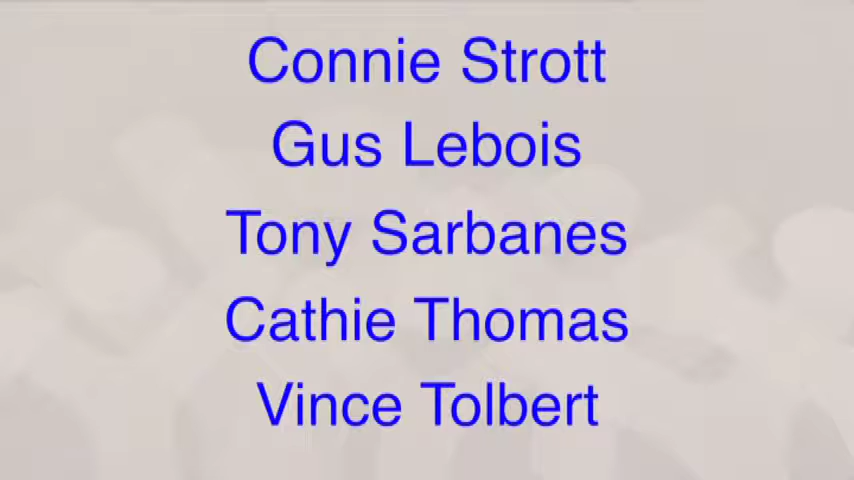 Connie Strott
Gus Lebois
Tony Sarbanes
Cathie Thomas
Vince Tolbert